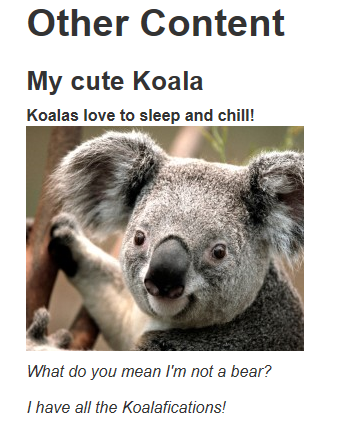 Other Content
My cute Koala
Koalas love to sleep and chill!
What do you mean I'm not a bear?
I have all the Koalafications!